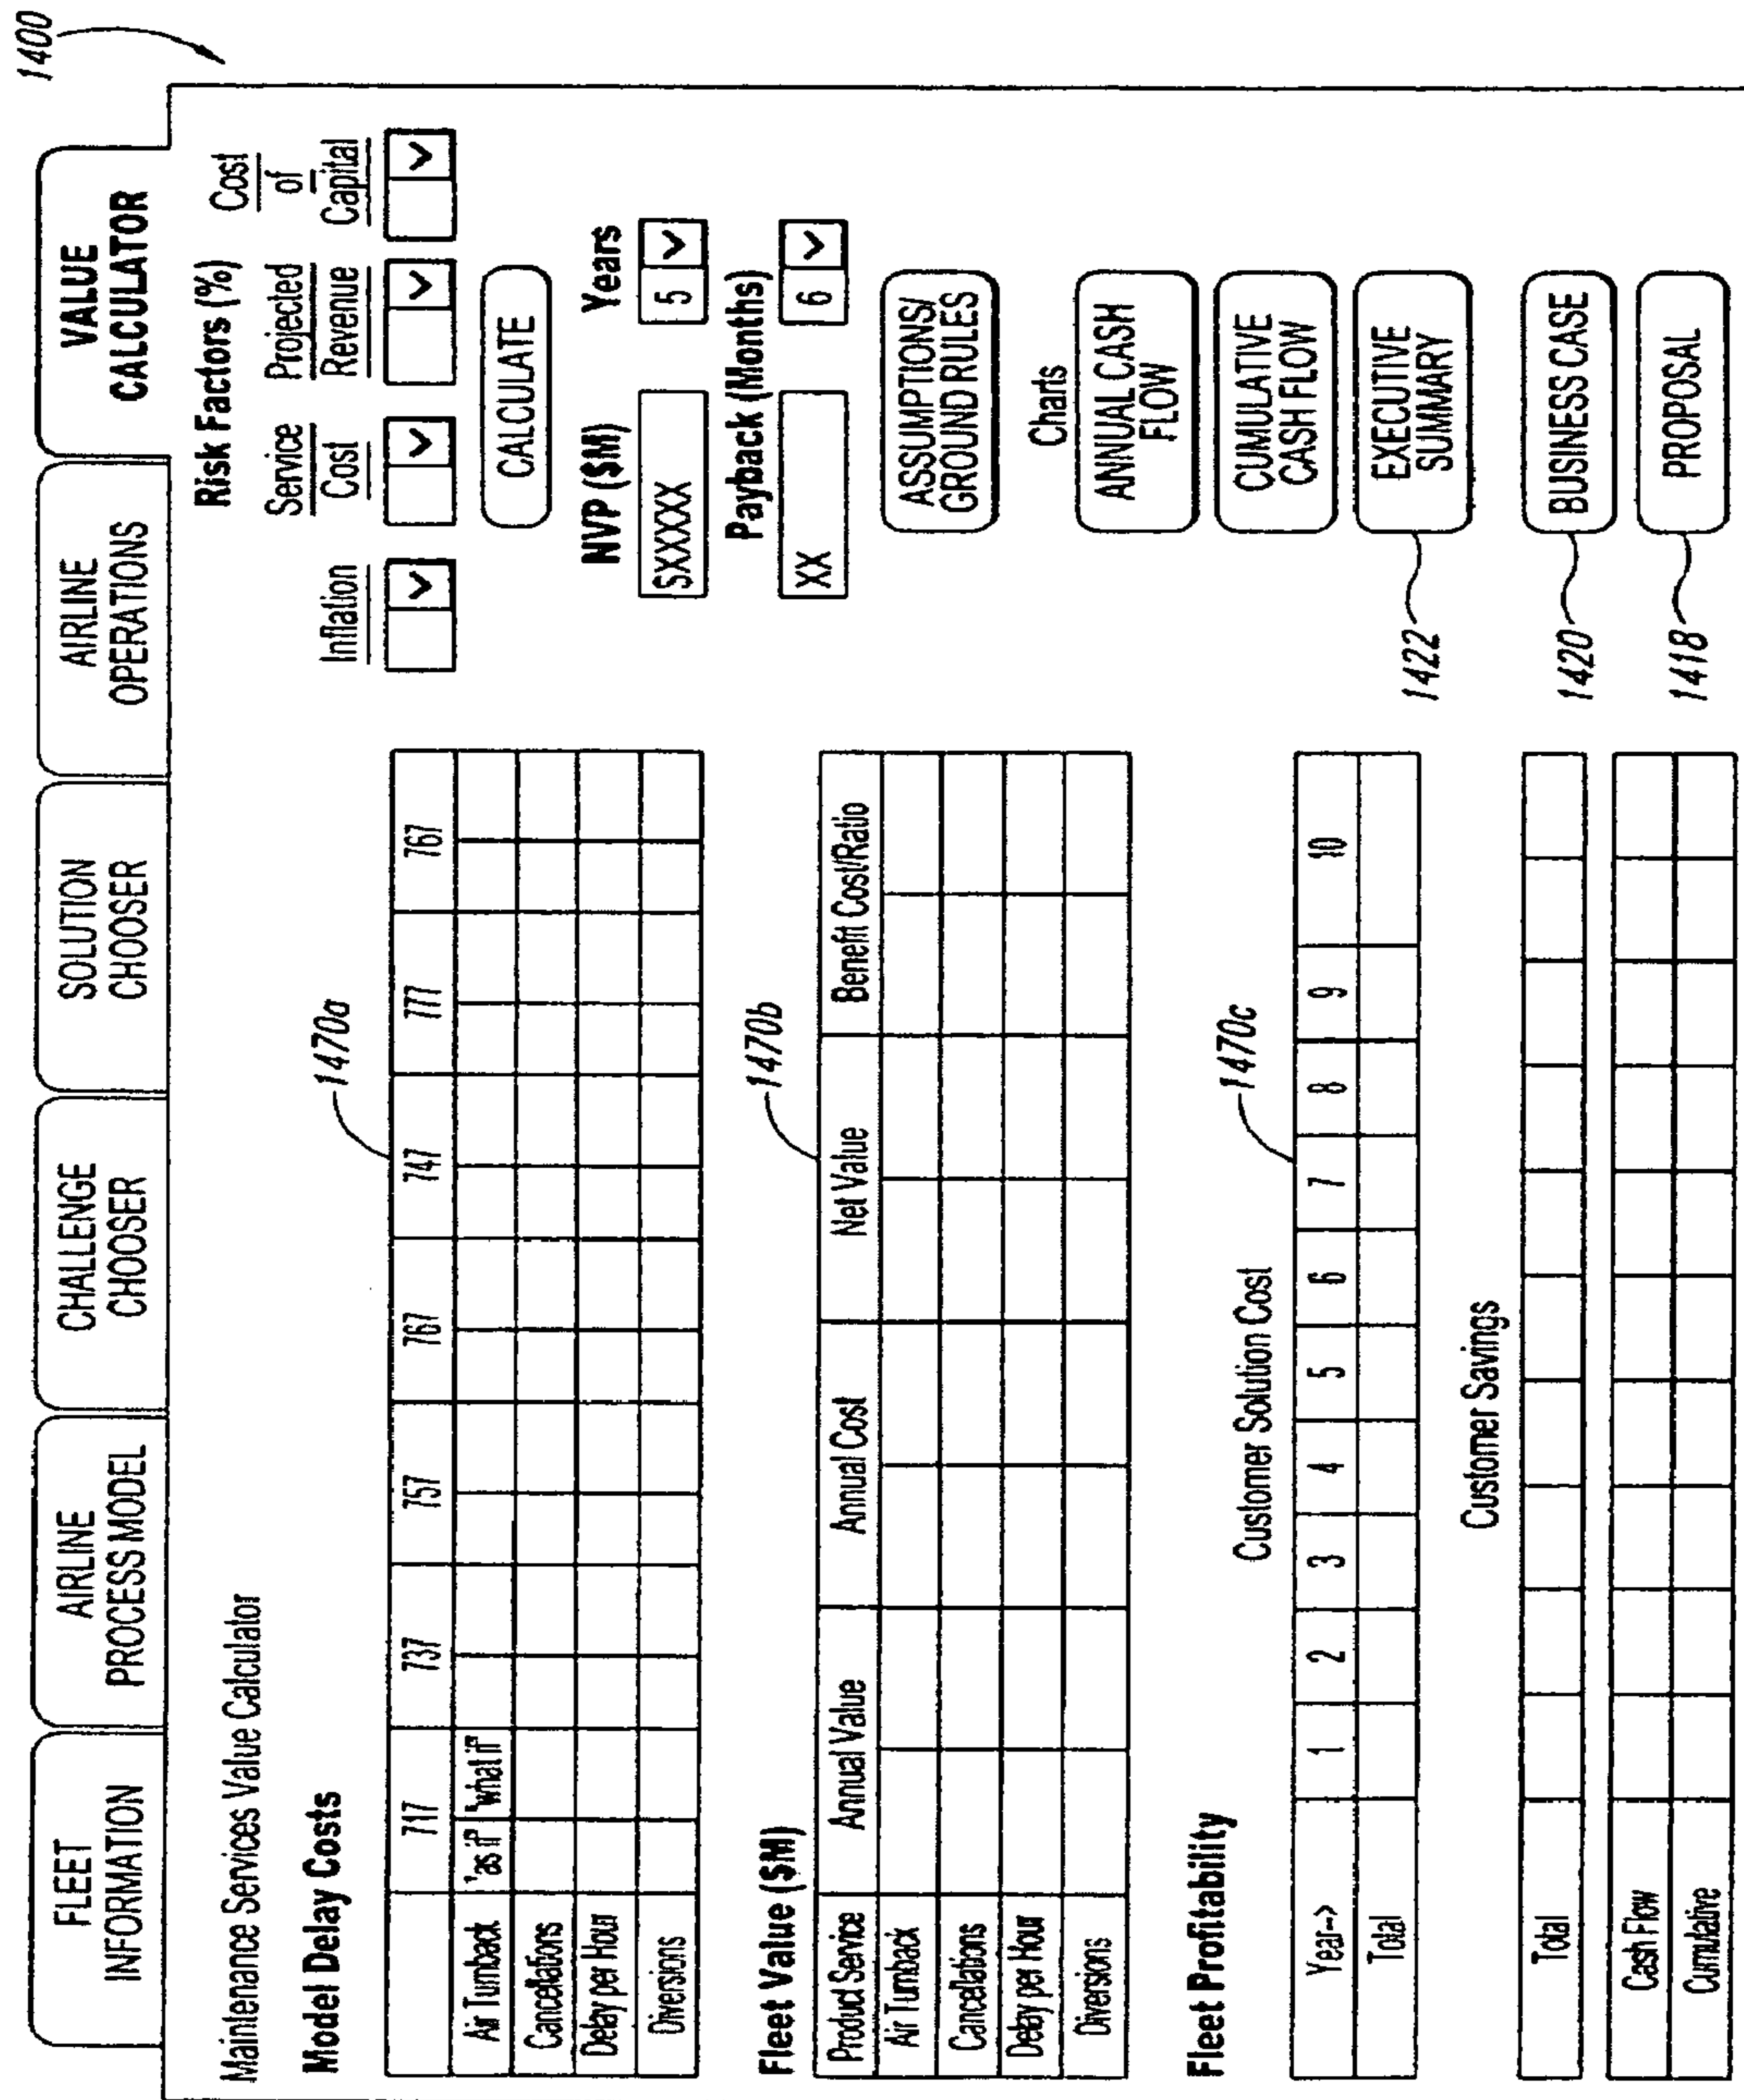 1400
FLEET
INFORMATION
AIRLINE
PROCESS MODEL
CHALLENGE
CHOOSER
SOLUTION
CHOOSER
AIRLINE
OPERATIONS
VALUE
CALCULATOR
Maintenance Services Value Calculator
Risk Factors (%)
Inflation
Service
Cost
Projected
Revenue
Cost
of
Capital
CALCULATE
Model Delay Costs
1470a
717 737 757 767 747 777 767
Air Turnback "as if" "what if"
Cancellations
Delay per Hour
Diversions
NVP ($M) Years
$XXXXX 5
Payback (Months)
XX 6
ASSUMPTIONS/
GROUND RULES
Fleet Value ($M)
1470b
Product Service Annual Value Annual Cost Net Value Benefit Cost/Ratio
Air Turnback
Cancellations
Delay per Hour
Diversions
Charts
ANNUAL CASH
FLOW
CUMULATIVE
CASH FLOW
EXECUTIVE
SUMMARY
1422
Fleet Profitability
Customer Solution Cost
1470c
Year--> 1 2 3 4 5 6 7 8 9 10
Total
Customer Savings
Total
Cash Flow
Cumulative
BUSINESS CASE
1420
PROPOSAL
1418